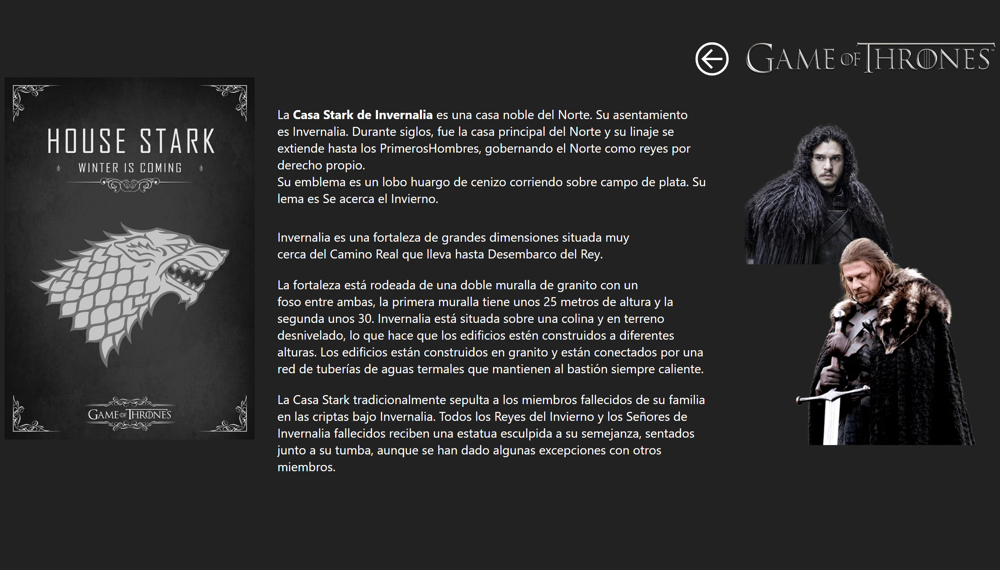 GAME OF THRONES™
HOUSE STARK
WINTER IS COMING
GAME OF THRONES
La Casa Stark de Invernalia es una casa noble del Norte. Su asentamiento
es Invernalia. Durante siglos, fue la casa principal del Norte y su linaje se
extiende hasta los PrimerosHombres, gobernando el Norte como reyes por
derecho propio.
Su emblema es un lobo huargo de cenizo corriendo sobre campo de plata. Su
lema es Se acerca el Invierno.
Invernalia es una fortaleza de grandes dimensiones situada muy
cerca del Camino Real que lleva hasta Desembarco del Rey.
La fortaleza está rodeada de una doble muralla de granito con un
foso entre ambas, la primera muralla tiene unos 25 metros de altura y la
segunda unos 30. Invernalia está situada sobre una colina y en terreno
desnivelado, lo que hace que los edificios estén construidos a diferentes
alturas. Los edificios están construidos en granito y están conectados por una
red de tuberías de aguas termales que mantienen al bastión siempre caliente.
La Casa Stark tradicionalmente sepulta a los miembros fallecidos de su familia
en las criptas bajo Invernalia. Todos los Reyes del Invierno y los Señores de
Invernalia fallecidos reciben una estatua esculpida a su semejanza, sentados
junto a su tumba, aunque se han dado algunas excepciones con otros
miembros.